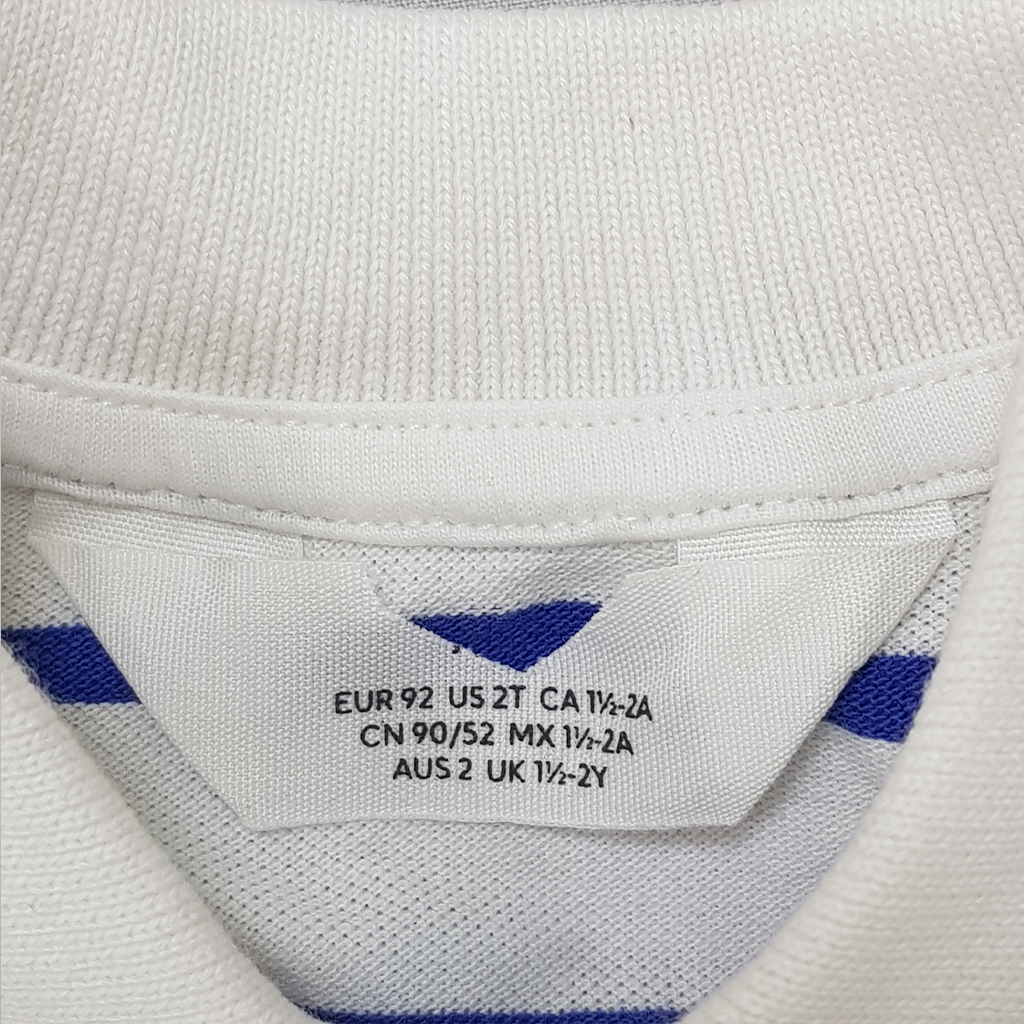 EUR 92 US 2T CA 1½-2A
CN 90/52 MX 1½-2A
AUS 2 UK 1½-2Y